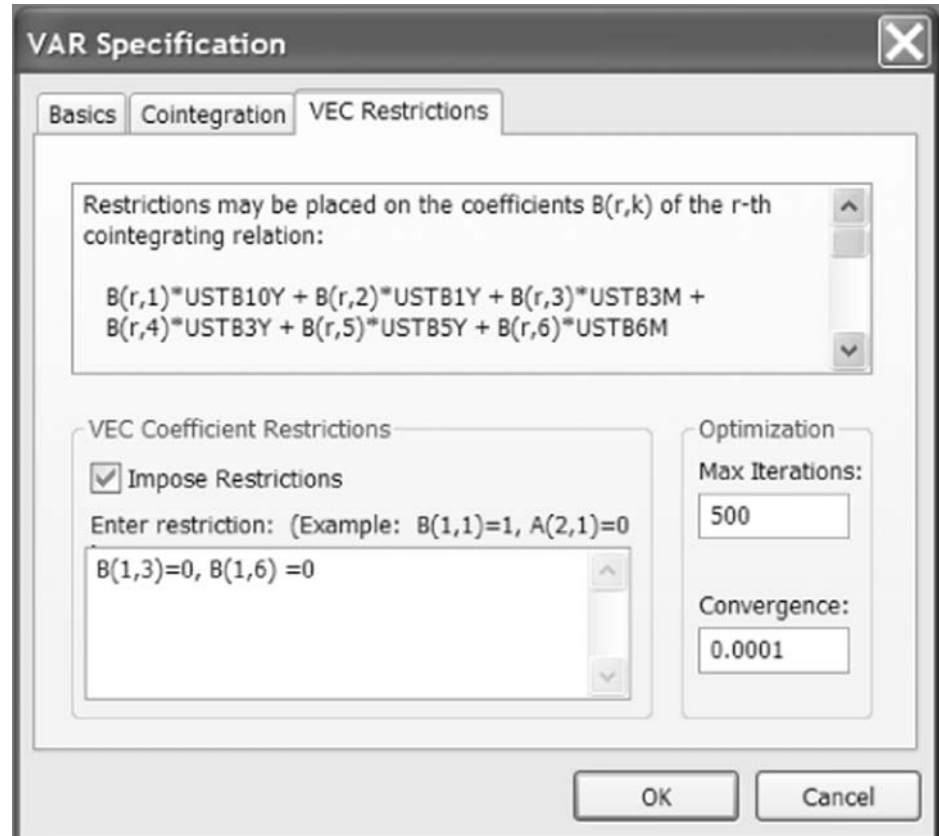 VAR Specification
Basics
Cointegration
VEC Restrictions
Restrictions may be placed on the coefficients B(r,k) of the r-th
cointegrating relation:
B(r,1)*USTB10Y + B(r,2)*USTB1Y + B(r,3)*USTB3M +
B(r,4)*USTB3Y + B(r,5)*USTB5Y + B(r,6)*USTB6M
VEC Coefficient Restrictions
Impose Restrictions
Enter restriction: (Example: B(1,1)=1, A(2,1)=0
B(1,3)=0, B(1,6) =0
Optimization
Max Iterations:
500
Convergence:
0.0001
OK
Cancel